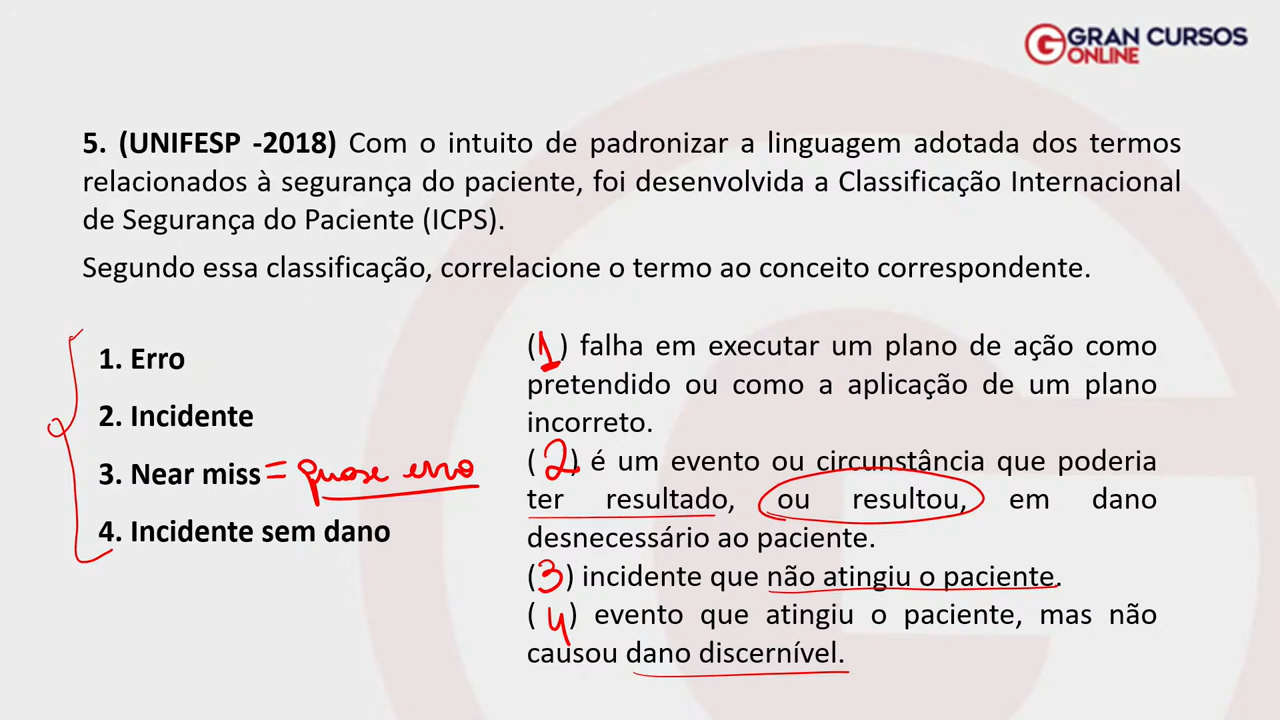 GRAN CURSOS
ONLINE
5. (UNIFESP -2018) Com o intuito de padronizar a linguagem adotada dos termos
relacionados à segurança do paciente, foi desenvolvida a Classificação Internacional
de Segurança do Paciente (ICPS).
Segundo essa classificação, correlacione o termo ao conceito correspondente.
1. Erro
2. Incidente
3. Near miss = quase erro
4. Incidente sem dano
(1) falha em executar um plano de ação como
pretendido ou como a aplicação de um plano
incorreto.
(2) é um evento ou circunstância que poderia
ter resultado, ou resultou, em dano
desnecessário ao paciente.
(3) incidente que não atingiu o paciente.
(4) evento que atingiu o paciente, mas não
causou dano discernível.